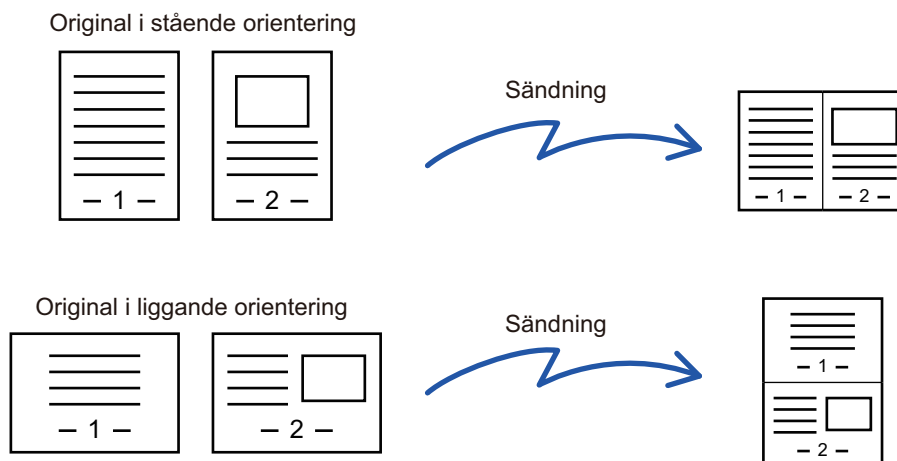 Original i stående orientering
Sändning
– 1 –
– 2 –
– 1 –
– 2 –
Original i liggande orientering
Sändning
– 1 –
– 2 –
– 1 –
– 2 –